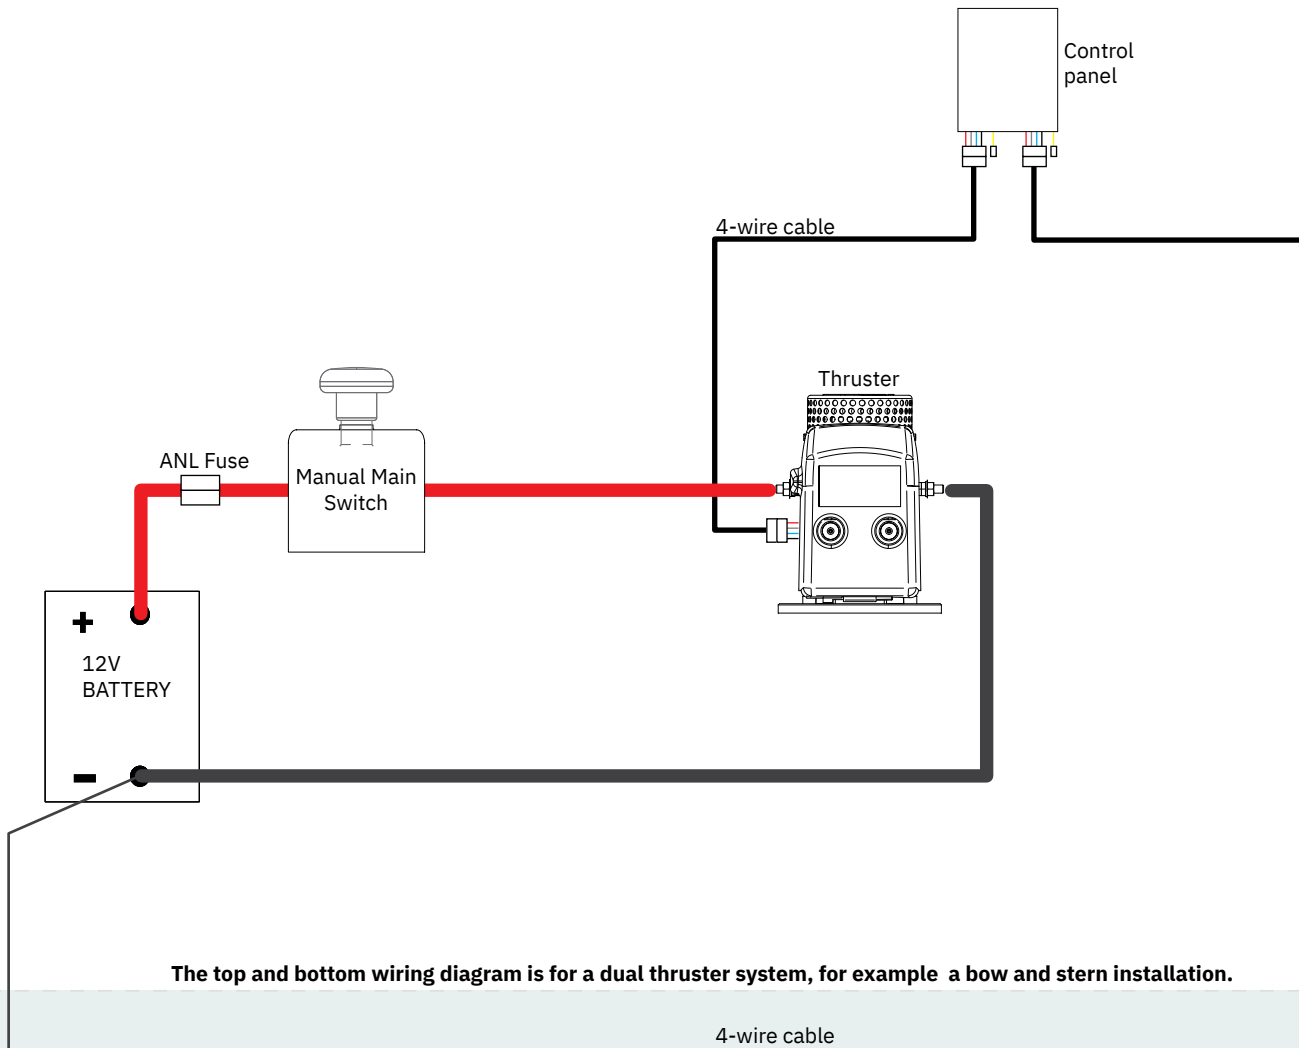 Control
panel
4-wire cable
Thruster
ANL Fuse
Manual Main
Switch
+
12V
BATTERY
-
The top and bottom wiring diagram is for a dual thruster system, for example  a bow and stern installation.
4-wire cable